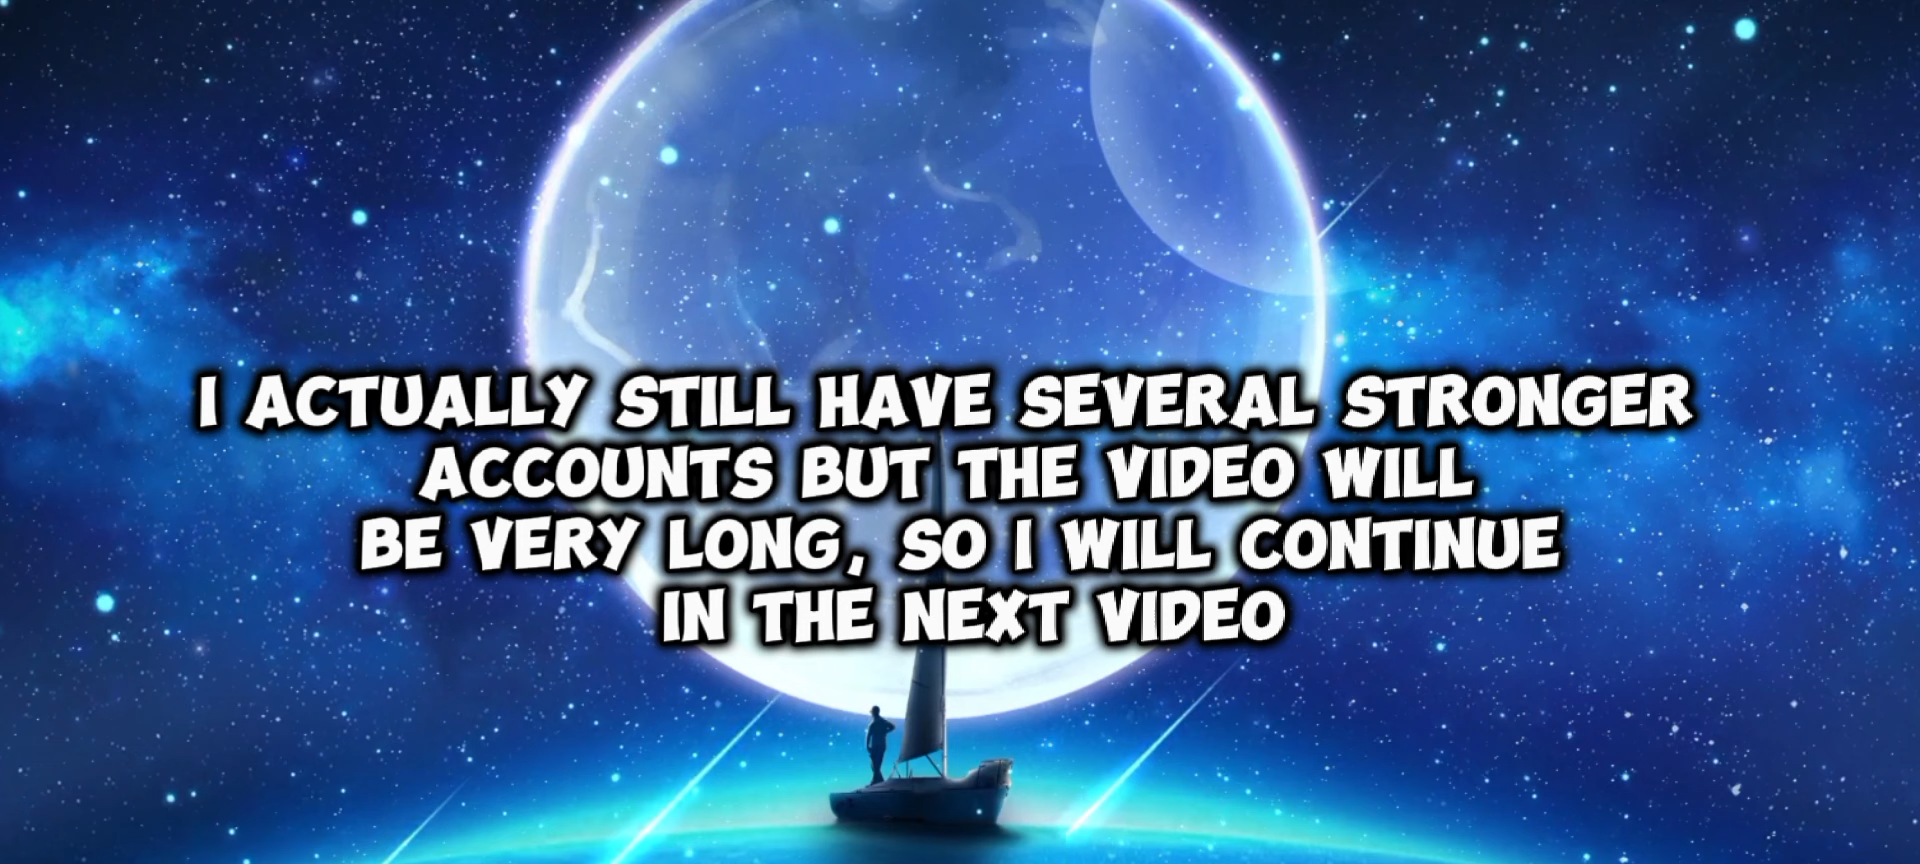 I ACTUALLY STILL HAVE SEVERAL STRONGER
ACCOUNTS BUT THE VIDEO WILL
BE VERY LONG, SO I WILL CONTINUE
IN THE NEXT VIDEO